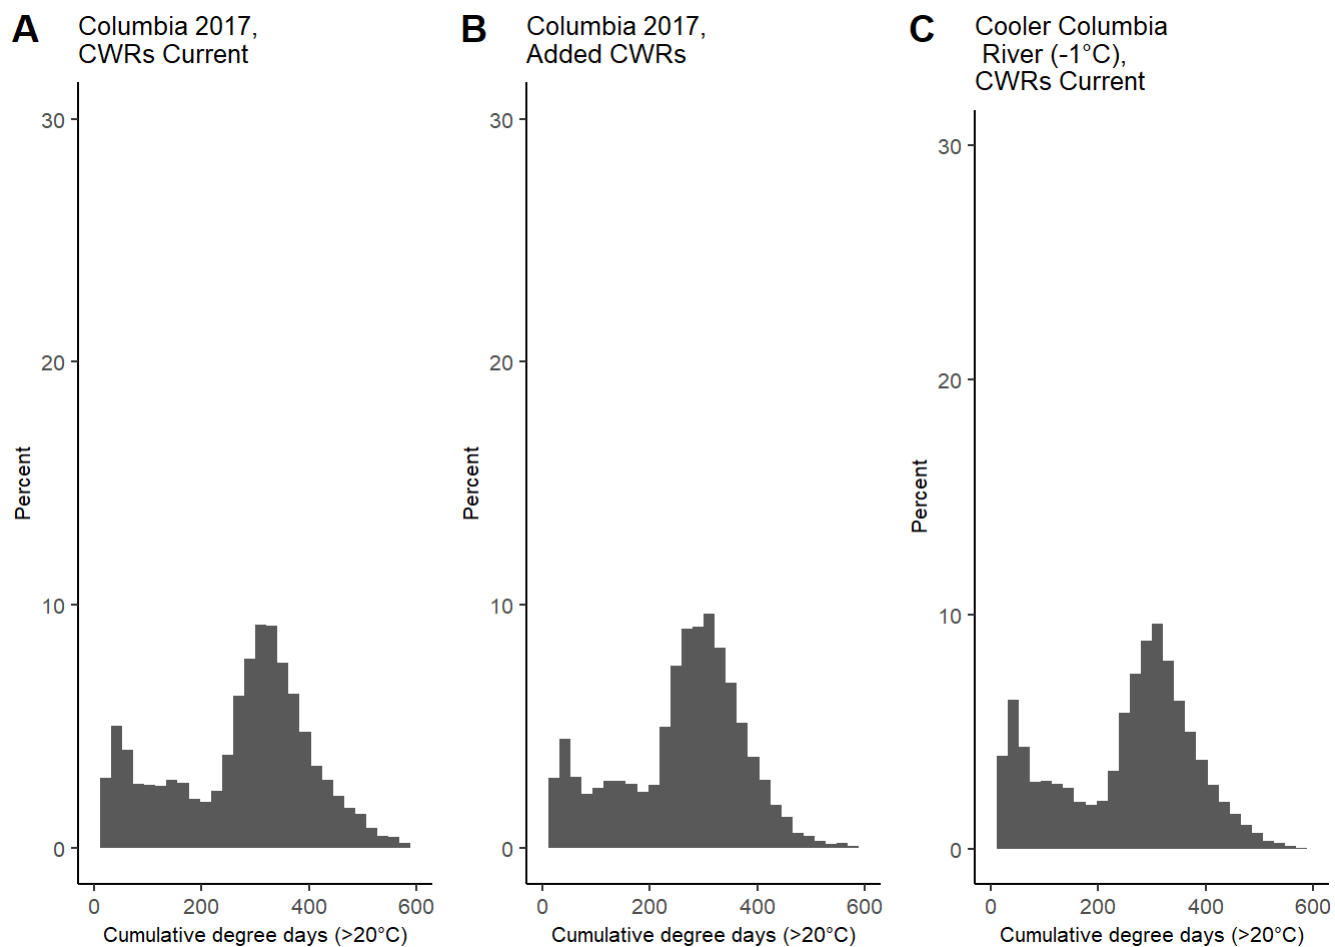 A
Columbia 2017,
CWRs Current
30
20
10
0
Percent
0 200 400 600
Cumulative degree days (>20°C)
B
Columbia 2017,
Added CWRs
30
20
10
0
Percent
0 200 400 600
Cumulative degree days (>20°C)
C
Cooler Columbia
River (-1°C),
CWRs Current
30
20
10
0
Percent
0 200 400 600
Cumulative degree days (>20°C)